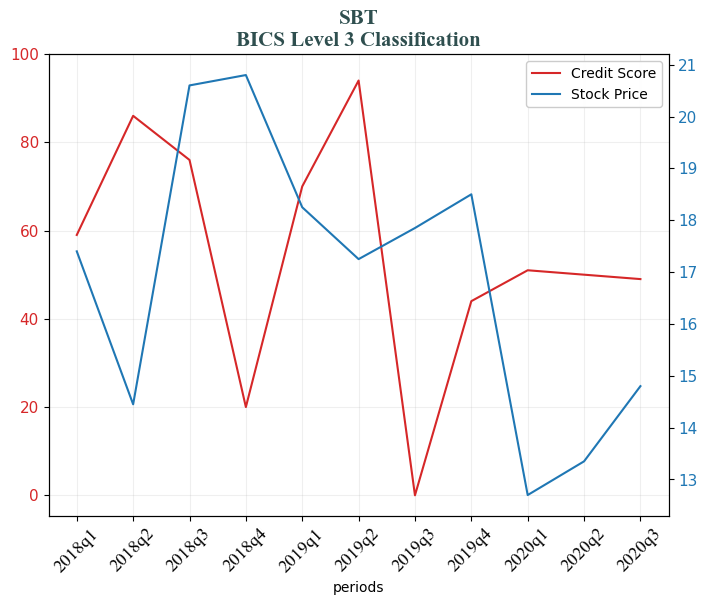 SBT
BICS Level 3 Classification
Credit Score
Stock Price
100
80
60
40
20
0
21
20
19
18
17
16
15
14
13
2018q1
2018q2
2018q3
2018q4
2019q1
2019q2
2019q3
2019q4
2020q1
2020q2
2020q3
periods